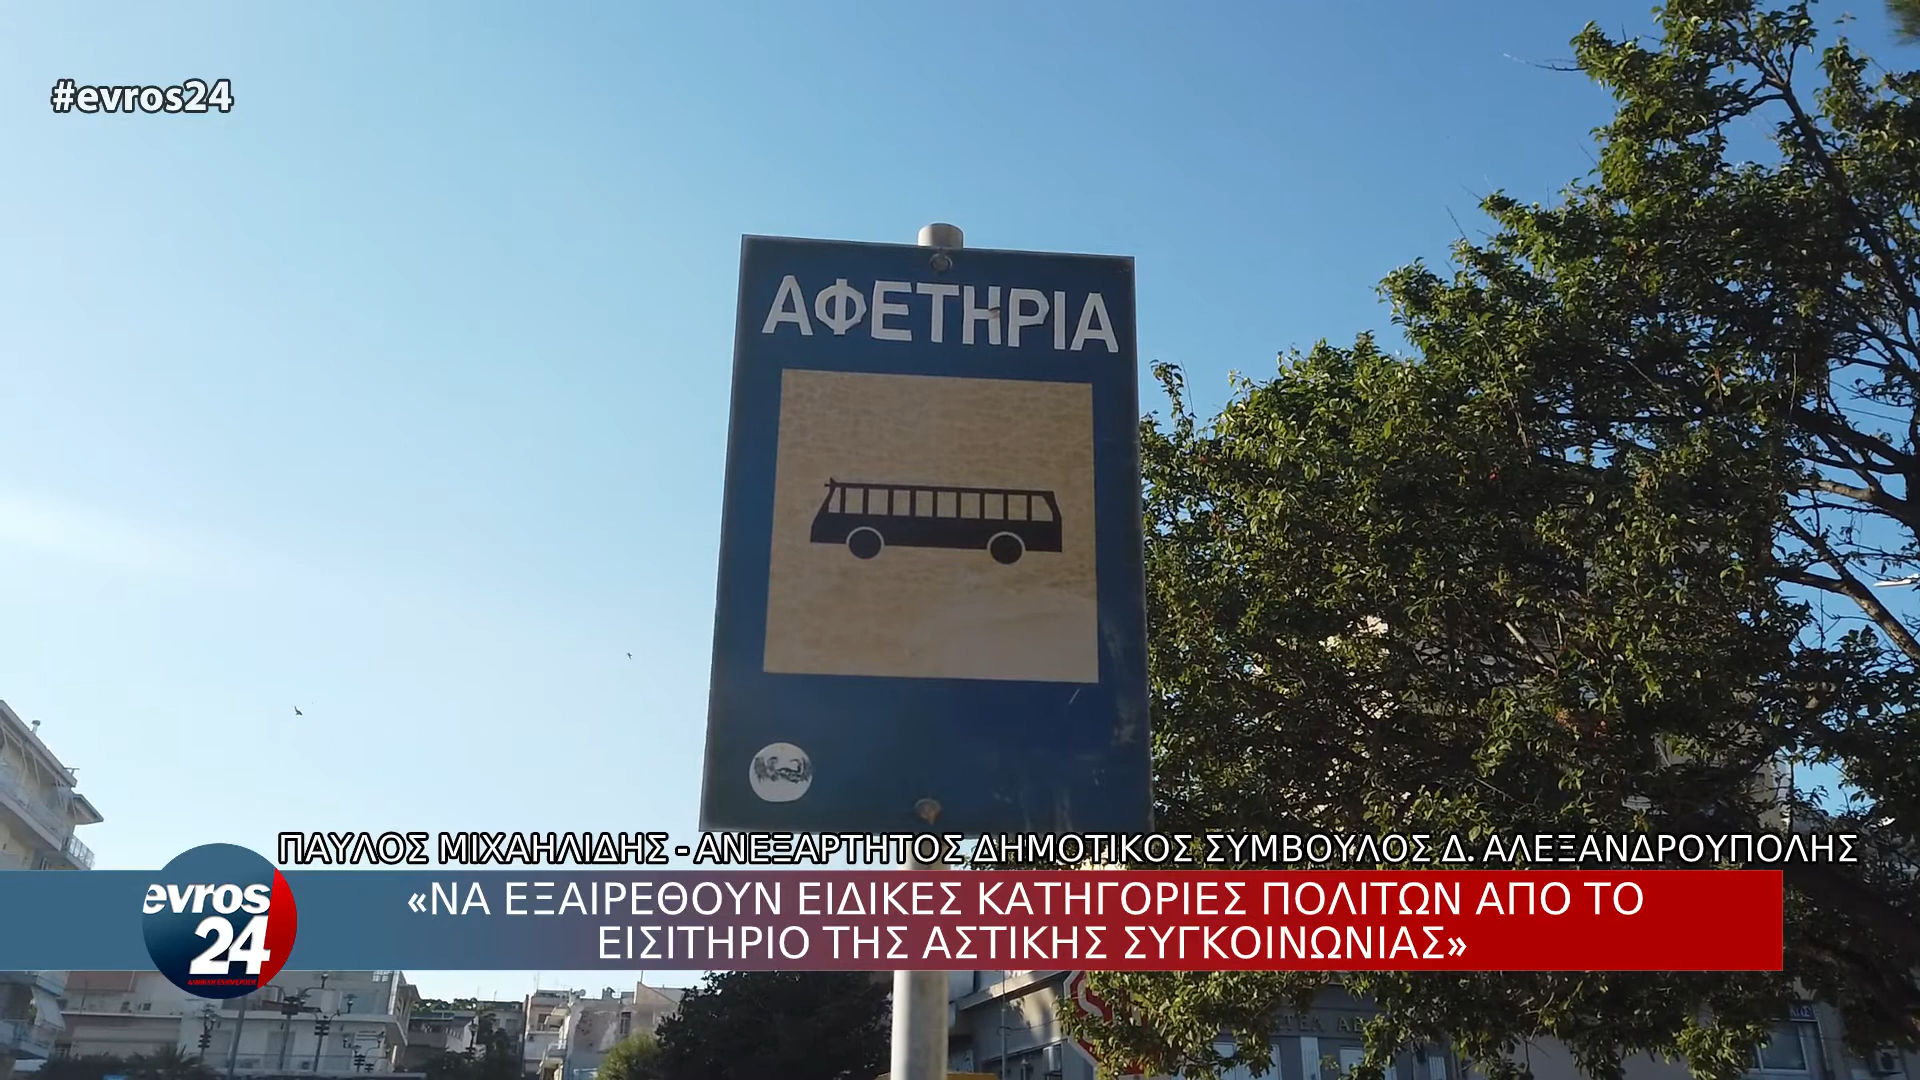 #evros24
ΑΦΕΤΗΡΙΑ
ΠΑΥΛΟΣ ΜΙΧΑΗΛΙΔΗΣ - ΑΝΕΞΑΡΤΗΤΟΣ ΔΗΜΟΤΙΚΟΣ ΣΥΜΒΟΥΛΟΣ Δ. ΑΛΕΞΑΝΔΡΟΥΠΟΛΗΣ
«ΝΑ ΕΞΑΙΡΕΘΟΥΝ ΕΙΔΙΚΕΣ ΚΑΤΗΓΟΡΙΕΣ ΠΟΛΙΤΩΝ ΑΠΟ ΤΟ
ΕΙΣΙΤΗΡΙΟ ΤΗΣ ΑΣΤΙΚΗΣ ΣΥΓΚΟΙΝΩΝΙΑΣ»
evros
24